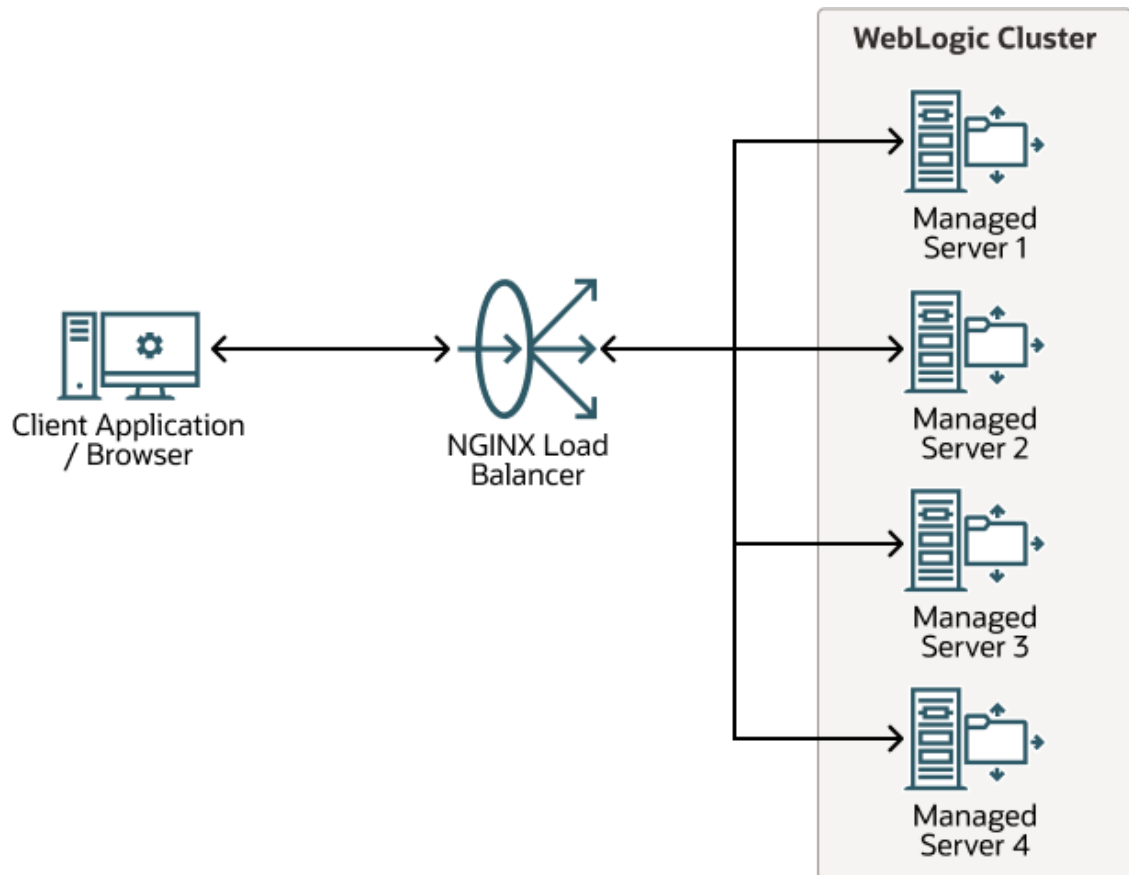 WebLogic Cluster
Managed
Server 1
Client Application
/ Browser
NGINX Load
Balancer
Managed
Server 2
Managed
Server 3
Managed
Server 4